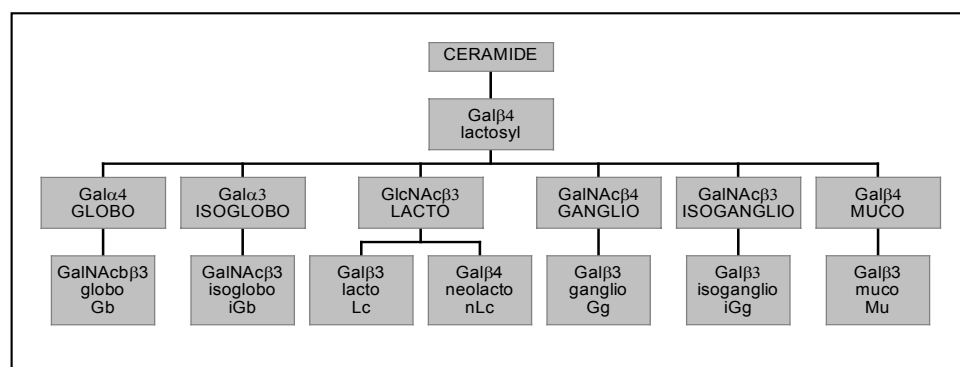 CERAMIDE
Galβ4
lactosyl
Galα4
GLOBO
Galα3
ISOGLOBO
GlcNAcβ3
LACTO
GalNAcβ4
GANGLIO
GalNAcβ3
ISOGANGLIO
Galβ4
MUCO
GalNAcbβ3
globo
Gb
GalNAcβ3
isoglobo
iGb
Galβ3
lacto
Lc
Galβ4
neolacto
nLc
Galβ3
ganglio
Gg
Galβ3
isoganglio
iGg
Galβ3
muco
Mu